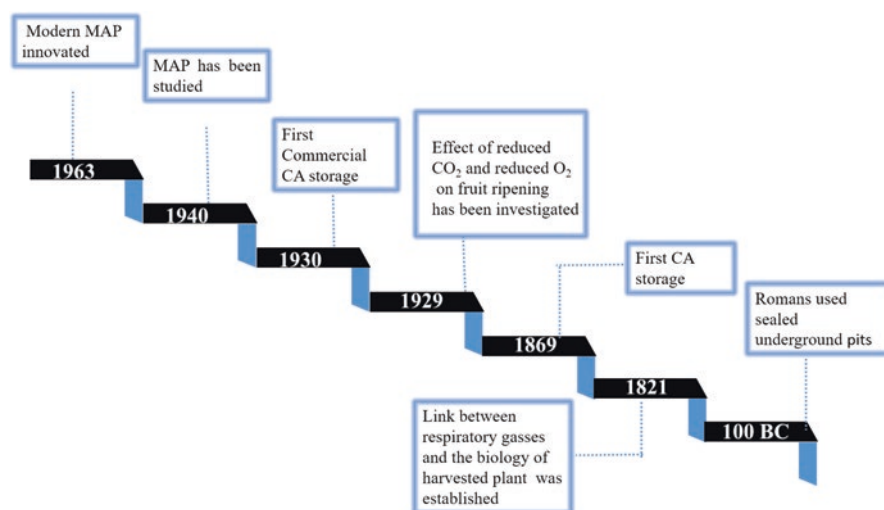 Modern MAP
innovated
MAP has been
studied
First
Commercial
CA storage
Effect of reduced
CO₂ and reduced O₂
on fruit ripening
has been investigated
First CA
storage
Romans used
sealed
underground pits
1963
1940
1930
1929
1869
1821
100 BC
Link between
respiratory gasses
and the biology of
harvested plant was
established